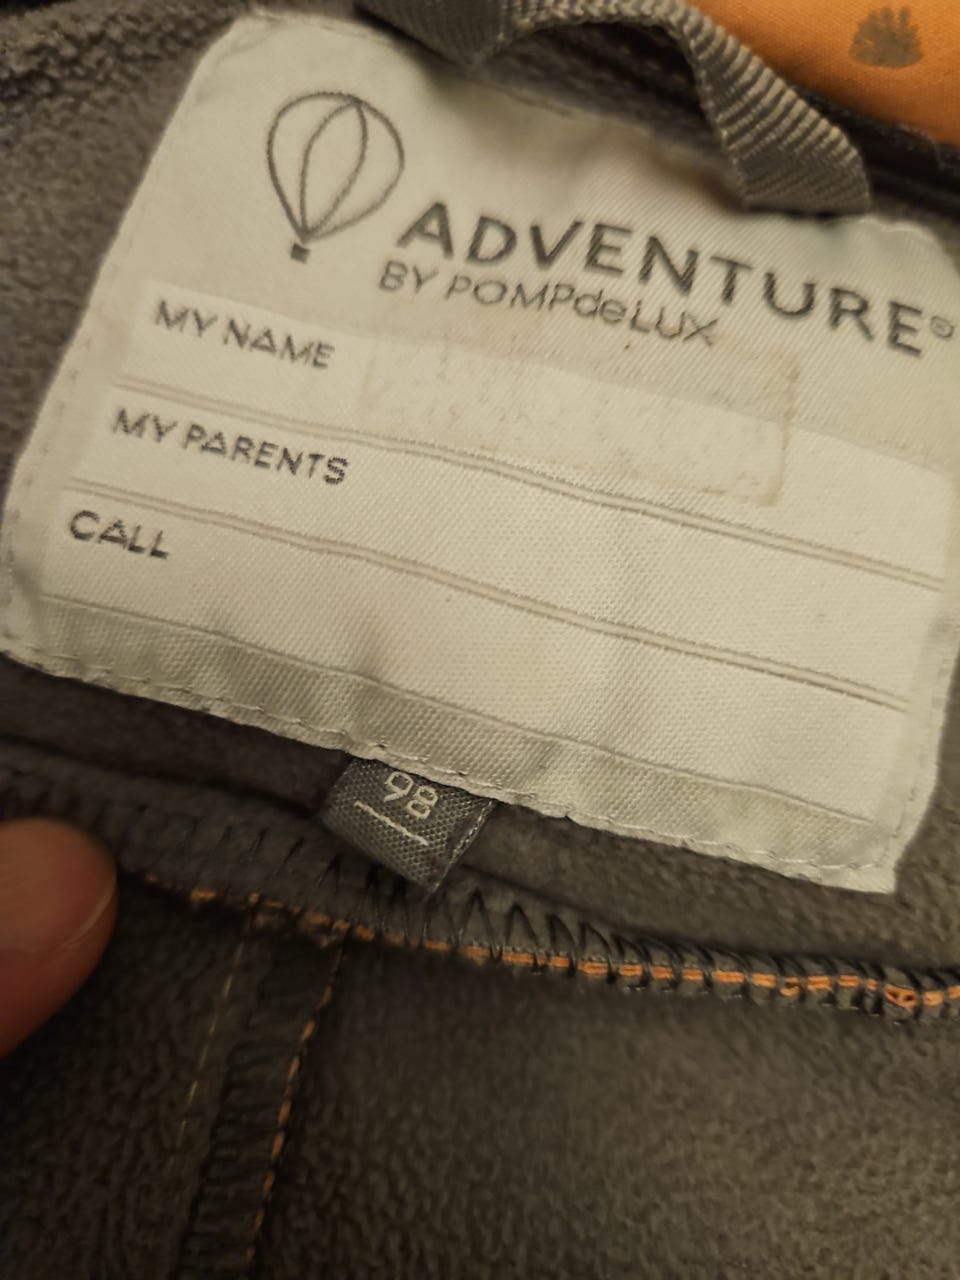 ADVENTURE®
BY POMPdeLUX
MY NAME
MY PARENTS
CALL
98